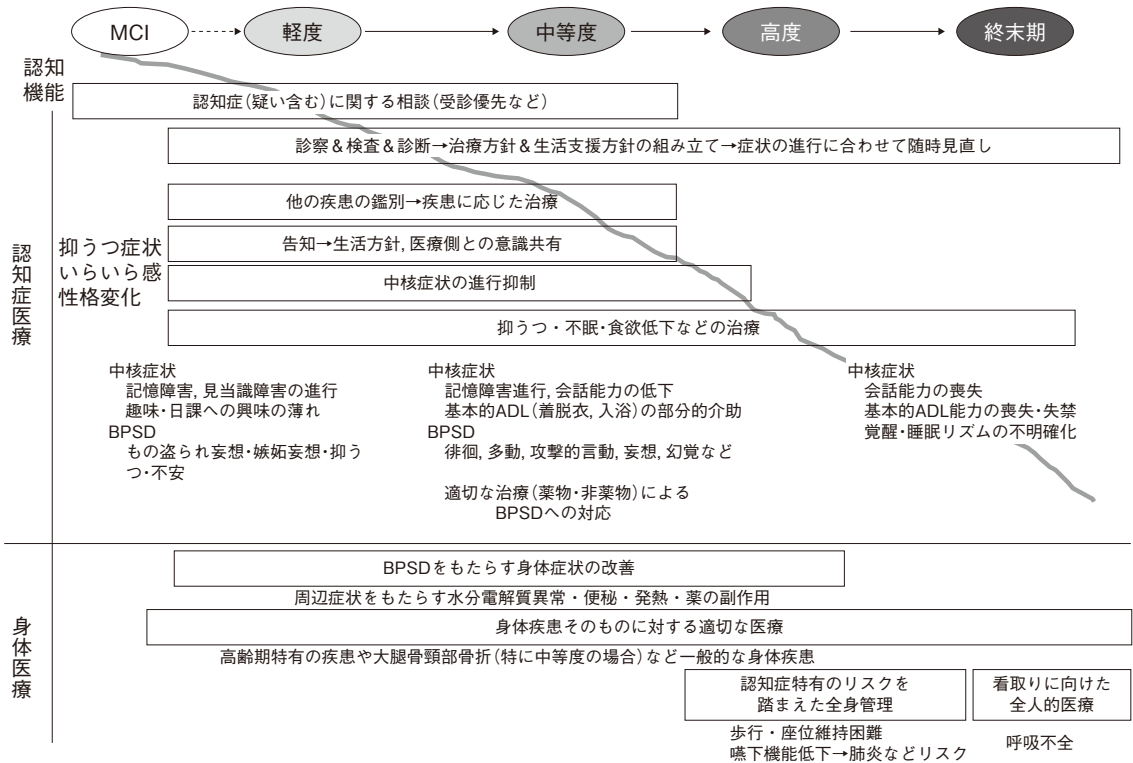 MCI
軽度
中等度
高度
終末期
認知
機能
認知症(疑い含む)に関する相談(受診優先など)
診察&検査&診断→治療方針&生活支援方針の組み立て→症状の進行に合わせて随時見直し
他の疾患の鑑別→疾患に応じた治療
告知→生活方針, 医療側との意識共有
中核症状の進行抑制
抑うつ・不眠・食欲低下などの治療
認知症医療
抑うつ症状
いらいら感
性格変化
中核症状
記憶障害, 見当識障害の進行
趣味・日課への興味の薄れ
BPSD
もの盗られ妄想・嫉妬妄想・抑う
つ・不安
中核症状
記憶障害進行, 会話能力の低下
基本的ADL(着脱衣, 入浴)の部分的介助
BPSD
徘徊, 多動, 攻撃的言動, 妄想, 幻覚など
適切な治療(薬物・非薬物)による
BPSDへの対応
中核症状
会話能力の喪失
基本的ADL能力の喪失・失禁
覚醒・睡眠リズムの不明確化
身体医療
BPSDをもたらす身体症状の改善
周辺症状をもたらす水分電解質異常・便秘・発熱・薬の副作用
身体疾患そのものに対する適切な医療
高齢期特有の疾患や大腿骨頸部骨折(特に中等度の場合)など一般的な身体疾患
認知症特有のリスクを
踏まえた全身管理
歩行・座位維持困難
嚥下機能低下→肺炎などリスク
看取りに向けた
全人的医療
呼吸不全